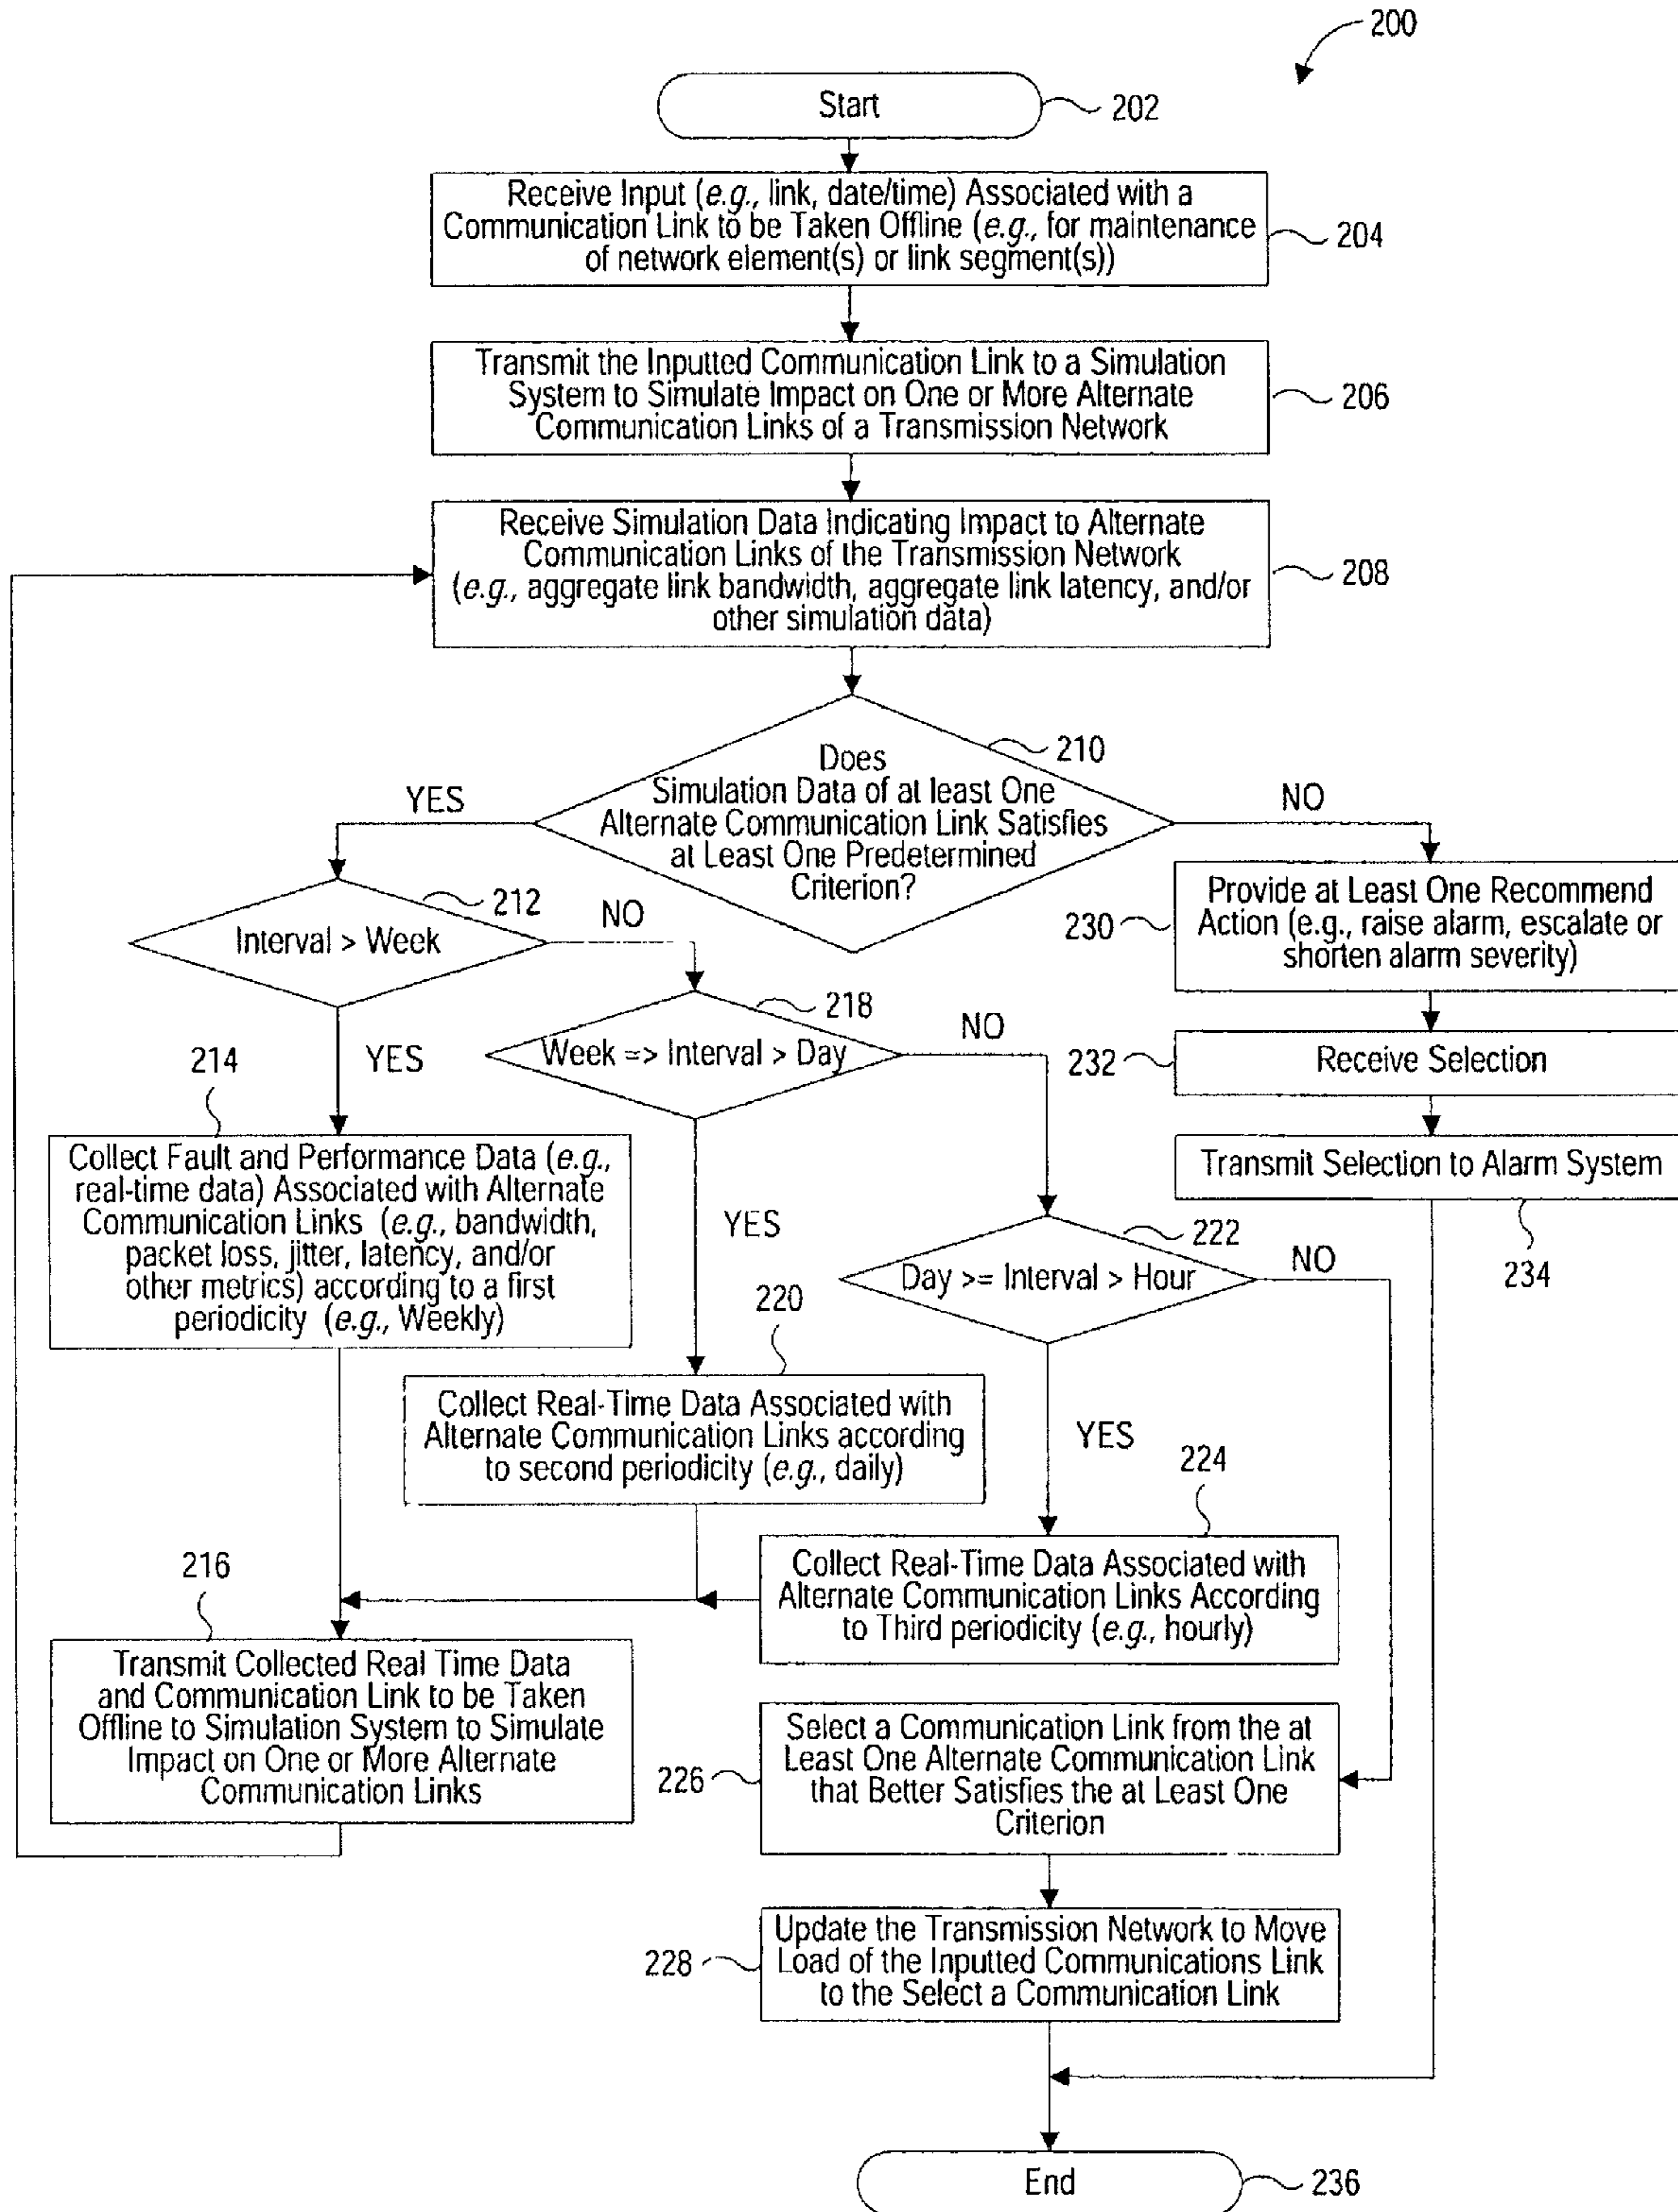 200
Start
202
Receive Input (e.g., link, date/time) Associated with a
Communication Link to be Taken Offline (e.g., for maintenance
of network element(s) or link segment(s))
204
Transmit the Inputted Communication Link to a Simulation
System to Simulate Impact on One or More Alternate
Communication Links of a Transmission Network
206
Receive Simulation Data Indicating Impact to Alternate
Communication Links of the Transmission Network
(e.g., aggregate link bandwidth, aggregate link latency, and/or
other simulation data)
208
210
Does
Simulation Data of at least One
Alternate Communication Link Satisfies
at Least One Predetermined
Criterion?
YES
NO
212
Interval > Week
NO
YES
230
Provide at Least One Recommend
Action (e.g., raise alarm, escalate or
shorten alarm severity)
218
Week => Interval > Day
NO
YES
232
Receive Selection
Transmit Selection to Alarm System
234
214
Collect Fault and Performance Data (e.g.,
real-time data) Associated with Alternate
Communication Links (e.g., bandwidth,
packet loss, jitter, latency, and/or
other metrics) according to a first
periodicity (e.g., Weekly)
222
Day >= Interval > Hour
NO
YES
220
Collect Real-Time Data Associated with
Alternate Communication Links according
to second periodicity (e.g., daily)
224
Collect Real-Time Data Associated with
Alternate Communication Links According
to Third periodicity (e.g., hourly)
216
Transmit Collected Real Time Data
and Communication Link to be Taken
Offline to Simulation System to Simulate
Impact on One or More Alternate
Communication Links
226
Select a Communication Link from the at
Least One Alternate Communication Link
that Better Satisfies the at Least One
Criterion
228
Update the Transmission Network to Move
Load of the Inputted Communications Link
to the Select a Communication Link
End
236